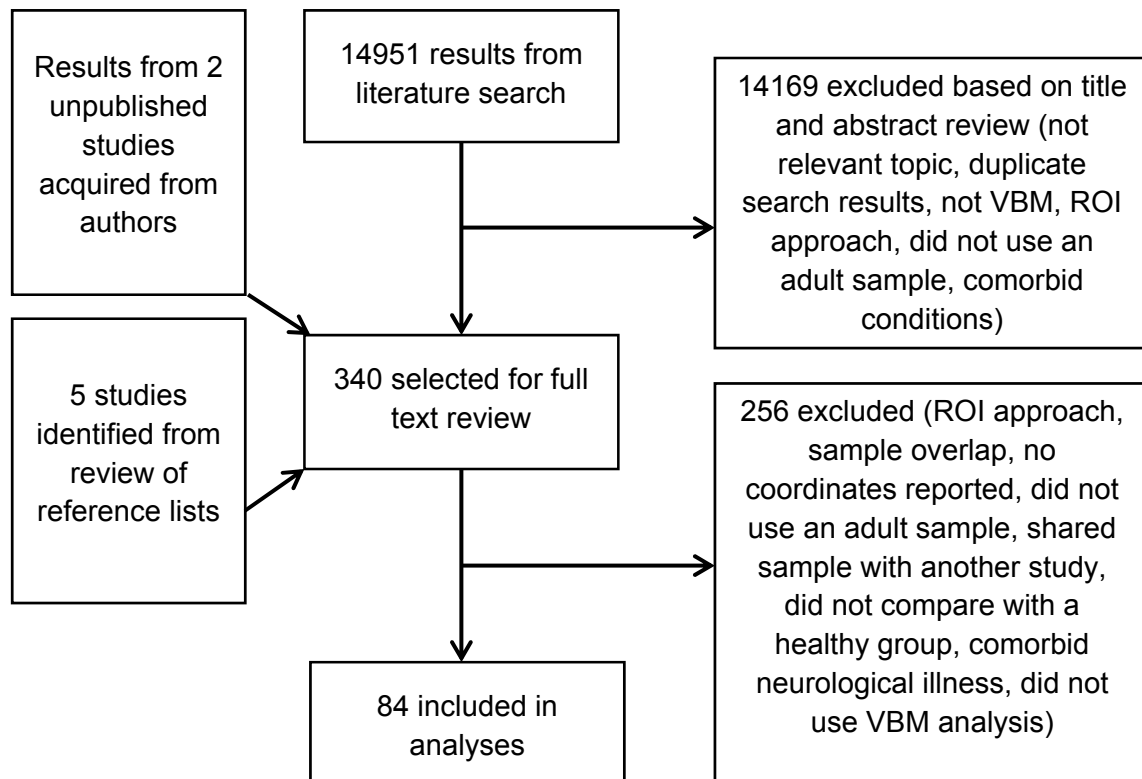 Results from 2
unpublished
studies
acquired from
authors
14951 results from
literature search
14169 excluded based on title
and abstract review (not
relevant topic, duplicate
search results, not VBM, ROI
approach, did not use an
adult sample, comorbid
conditions)
5 studies
identified from
review of
reference lists
340 selected for full
text review
256 excluded (ROI approach,
sample overlap, no
coordinates reported, did not
use an adult sample, shared
sample with another study,
did not compare with a
healthy group, comorbid
neurological illness, did not
use VBM analysis)
84 included in
analyses